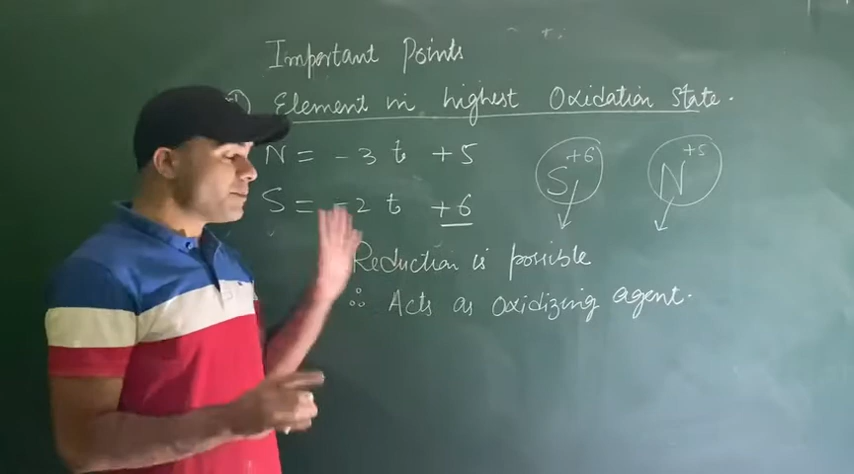 Important Points
① Element in highest Oxidation State.
N = -3 to +5
S = -2 to +6
S+6
N+5
Reduction is possible
∴ Acts as oxidizing agent.